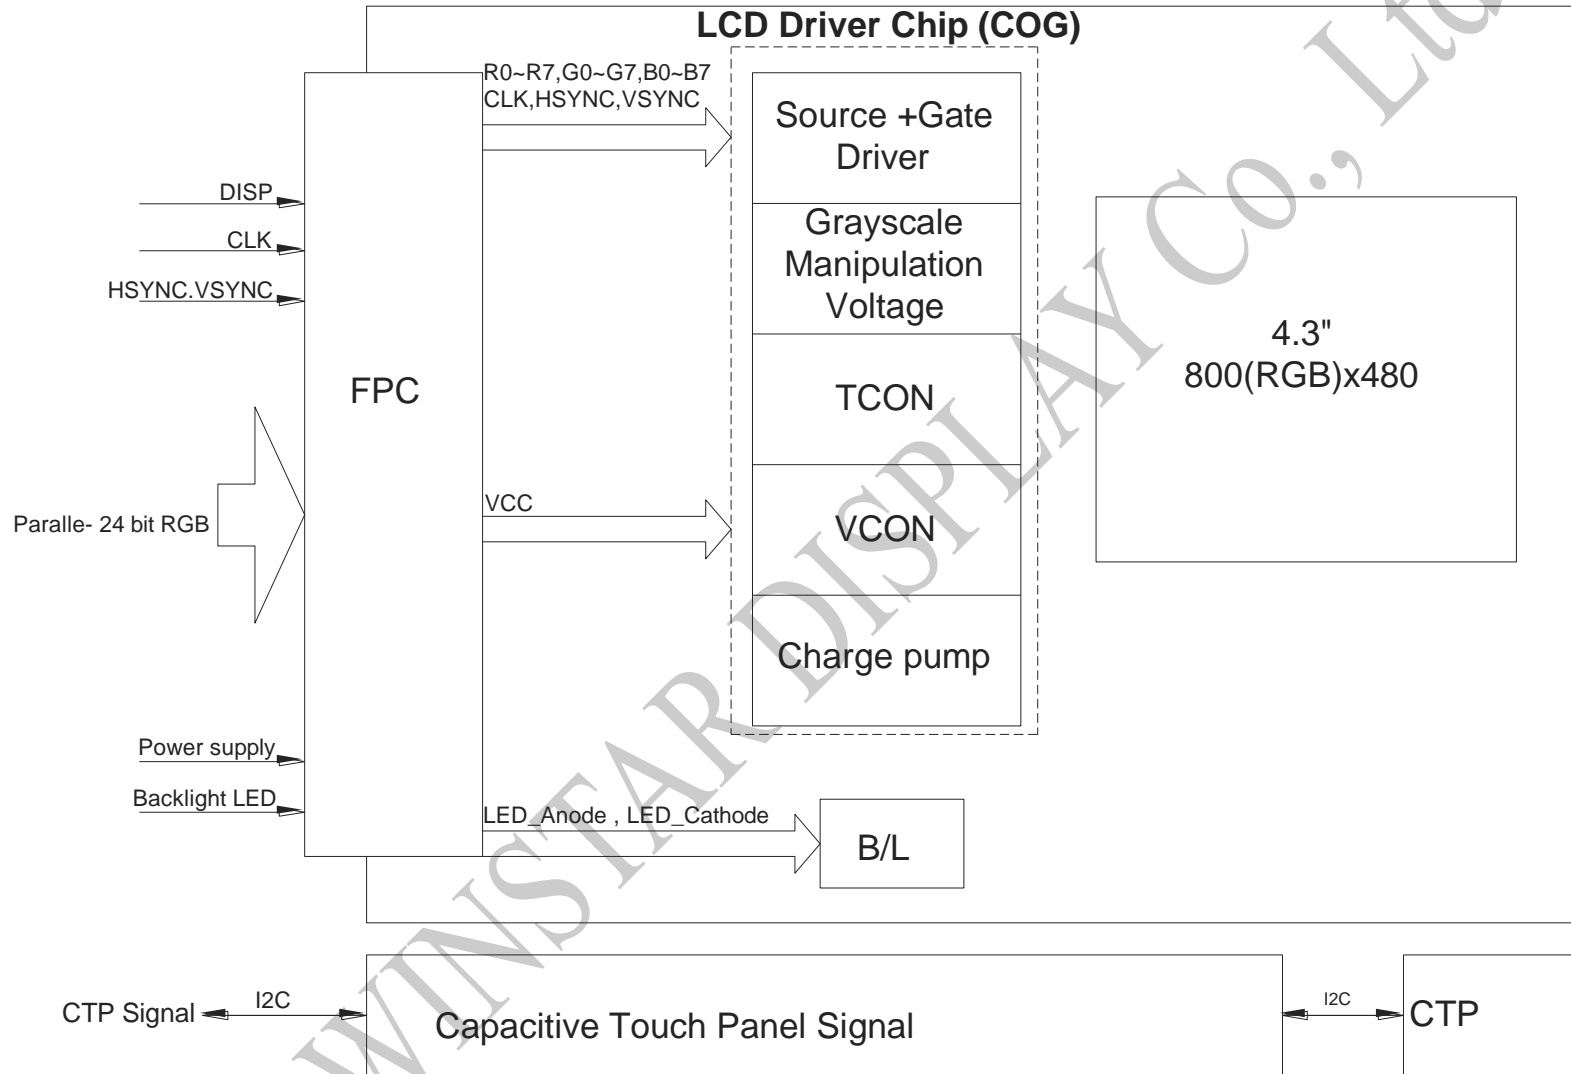 LCD Driver Chip (COG)
R0~R7,G0~G7,B0~B7
CLK,HSYNC,VSYNC
Source +Gate
Driver
DISP
CLK
HSYNC.VSYNC
Grayscale
Manipulation
Voltage
4.3"
800(RGB)x480
FPC
TCON
Paralle- 24 bit RGB
VCC
VCON
Charge pump
Power supply
Backlight LED
LED_Anode , LED_Cathode
B/L
CTP Signal
I2C
Capacitive Touch Panel Signal
I2C
CTP
WINSTAR DISPLAY Co., Ltd